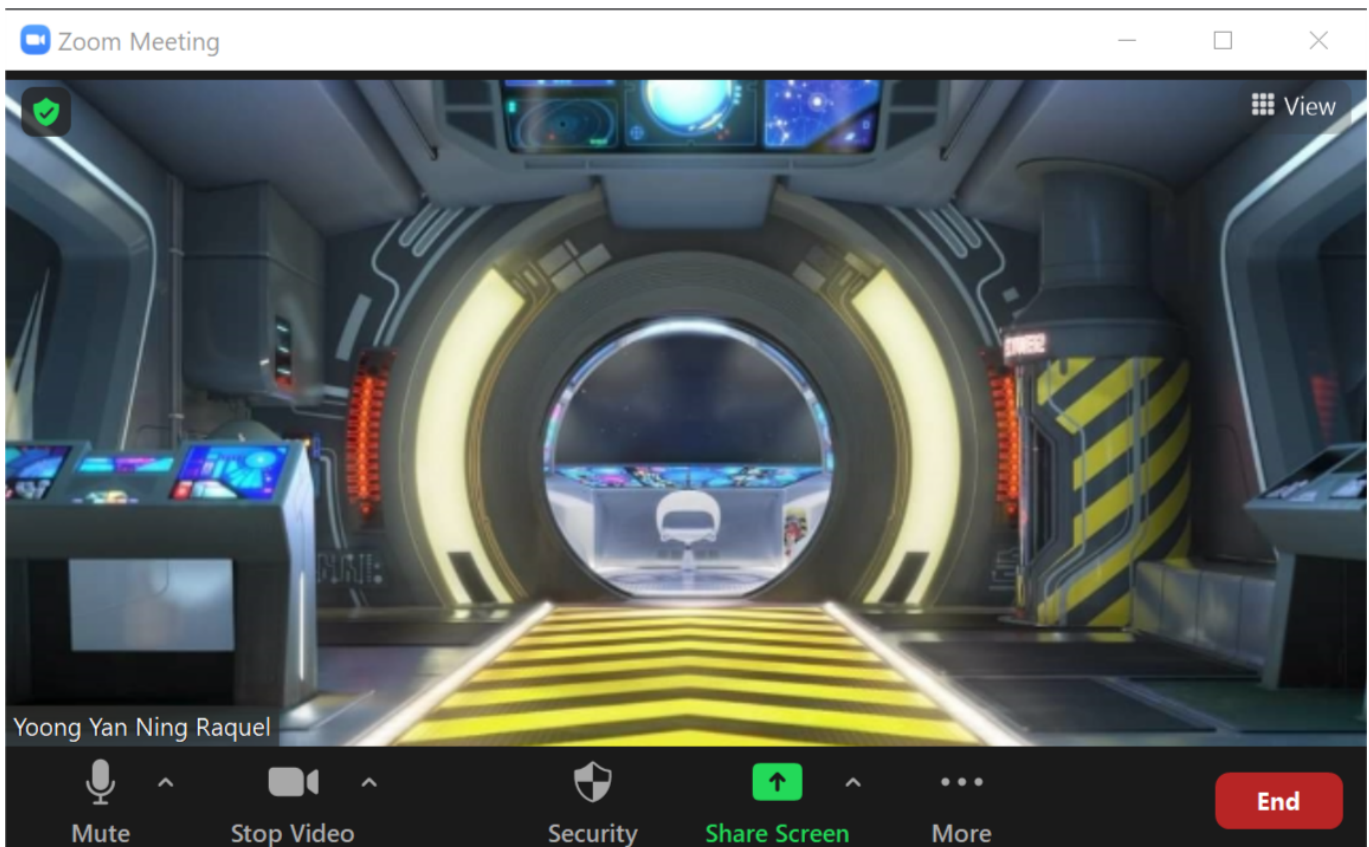 Zoom Meeting
View
Yoong Yan Ning Raquel
Mute
Stop Video
Security
Share Screen
More
End